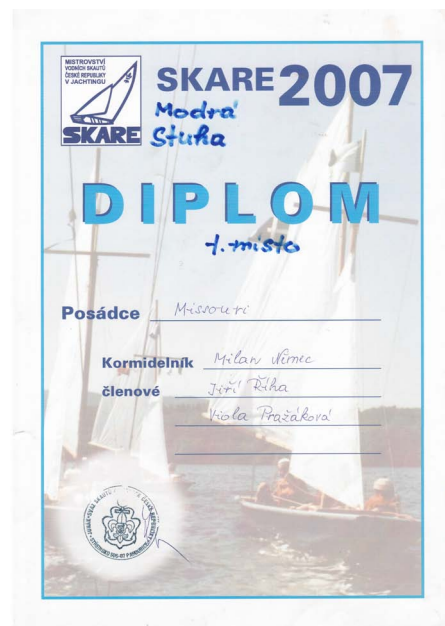 MISTROVSTVÍ
VODNÍCH SKAUTŮ
ČESKÉ REPUBLIKY
V JACHTINGU
SKARE
SKARE 2007
Modrá
Stuha
DIPLOM
1. místo
Posádce Missouri
Kormidelník Milan Němec
členové Jiří Říha
Viola Pražáková